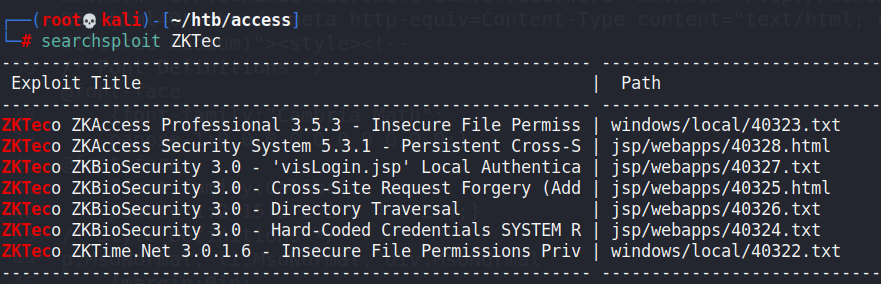 ┌──(root💀kali)-[~/htb/access]
└─# searchsploit ZKTec
---------------------------------------------------------- ---------------------------
Exploit Title | Path
---------------------------------------------------------- ---------------------------
ZKTeco ZKAccess Professional 3.5.3 - Insecure File Permiss | windows/local/40323.txt
ZKTeco ZKAccess Security System 5.3.1 - Persistent Cross-S | jsp/webapps/40328.html
ZKTeco ZKBioSecurity 3.0 - 'visLogin.jsp' Local Authentica | jsp/webapps/40327.txt
ZKTeco ZKBioSecurity 3.0 - Cross-Site Request Forgery (Add | jsp/webapps/40325.html
ZKTeco ZKBioSecurity 3.0 - Directory Traversal | jsp/webapps/40326.txt
ZKTeco ZKBioSecurity 3.0 - Hard-Coded Credentials SYSTEM R | jsp/webapps/40324.txt
ZKTeco ZKTime.Net 3.0.1.6 - Insecure File Permissions Priv | windows/local/40322.txt
---------------------------------------------------------- ---------------------------